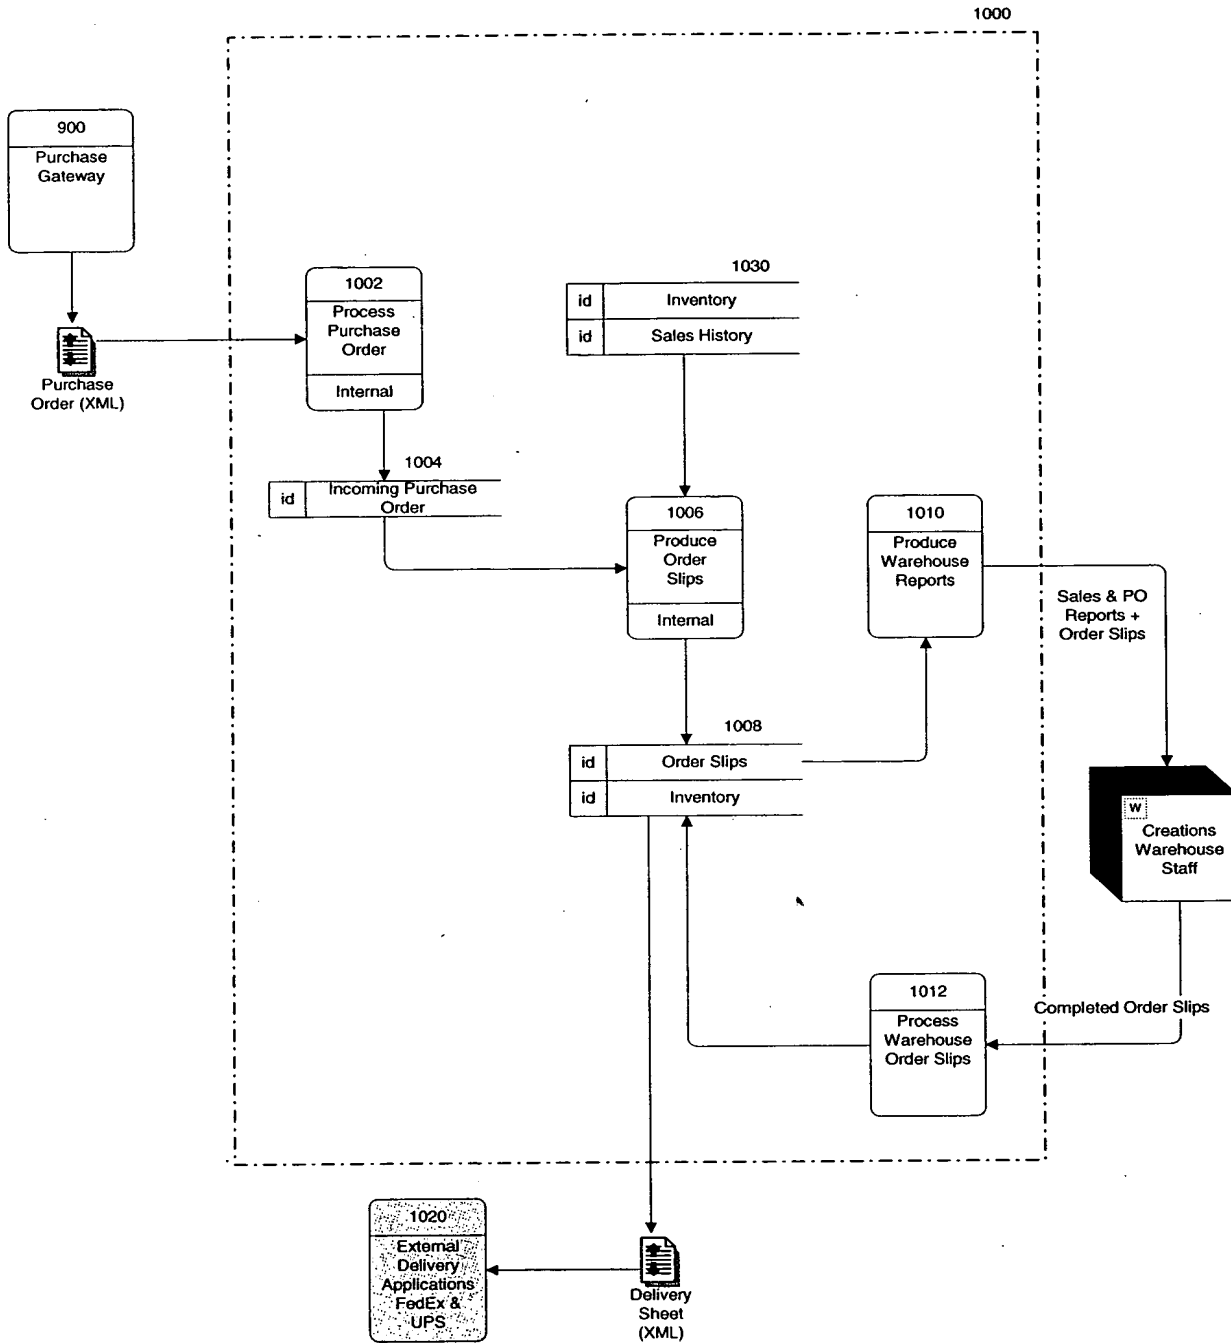 1000
900
Purchase
Gateway
Purchase
Order (XML)
1002
Process
Purchase
Order
Internal
1030
id Inventory
id Sales History
1004
id Incoming Purchase
Order
1006
Produce
Order
Slips
Internal
1010
Produce
Warehouse
Reports
Sales & PO
Reports +
Order Slips
1008
id Order Slips
id Inventory
W
Creations
Warehouse
Staff
1012
Process
Warehouse
Order Slips
Completed Order Slips
1020
External
Delivery
Applications
FedEx &
UPS
Delivery
Sheet
(XML)